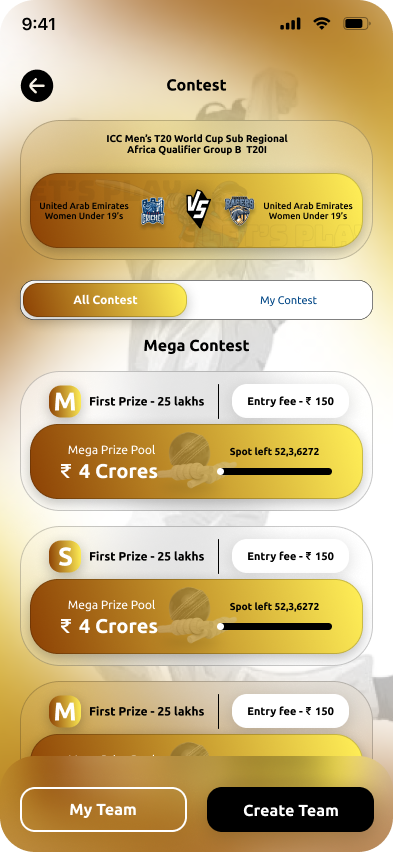 9:41
Contest
ICC Men's T20 World Cup Sub Regional
Africa Qualifier Group B T20I
United Arab Emirates
Women Under 19's
VS
United Arab Emirates
Women Under 19's
All Contest
My Contest
Mega Contest
M First Prize - 25 lakhs
Entry fee - ₹ 150
Mega Prize Pool
₹ 4 Crores
Spot left 52,3,6272
S First Prize - 25 lakhs
Entry fee - ₹ 150
Mega Prize Pool
₹ 4 Crores
Spot left 52,3,6272
M First Prize - 25 lakhs
Entry fee - ₹ 150
My Team
Create Team